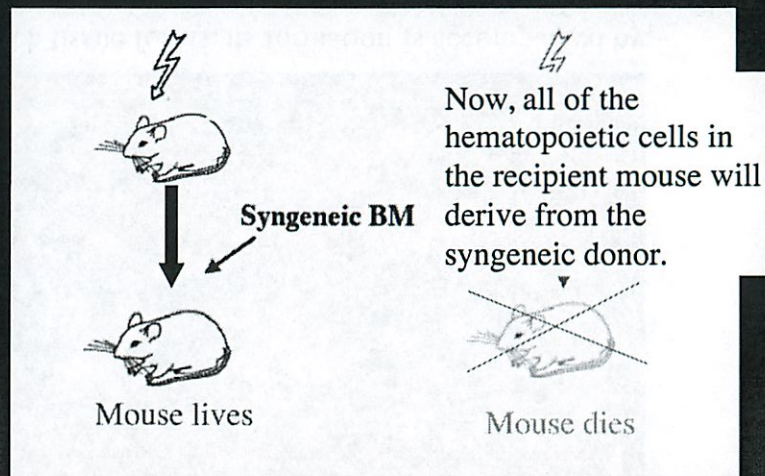 Now, all of the
hematopoietic cells in
the recipient mouse will
derive from the
syngeneic donor.
Syngeneic BM
Mouse lives
Mouse dies